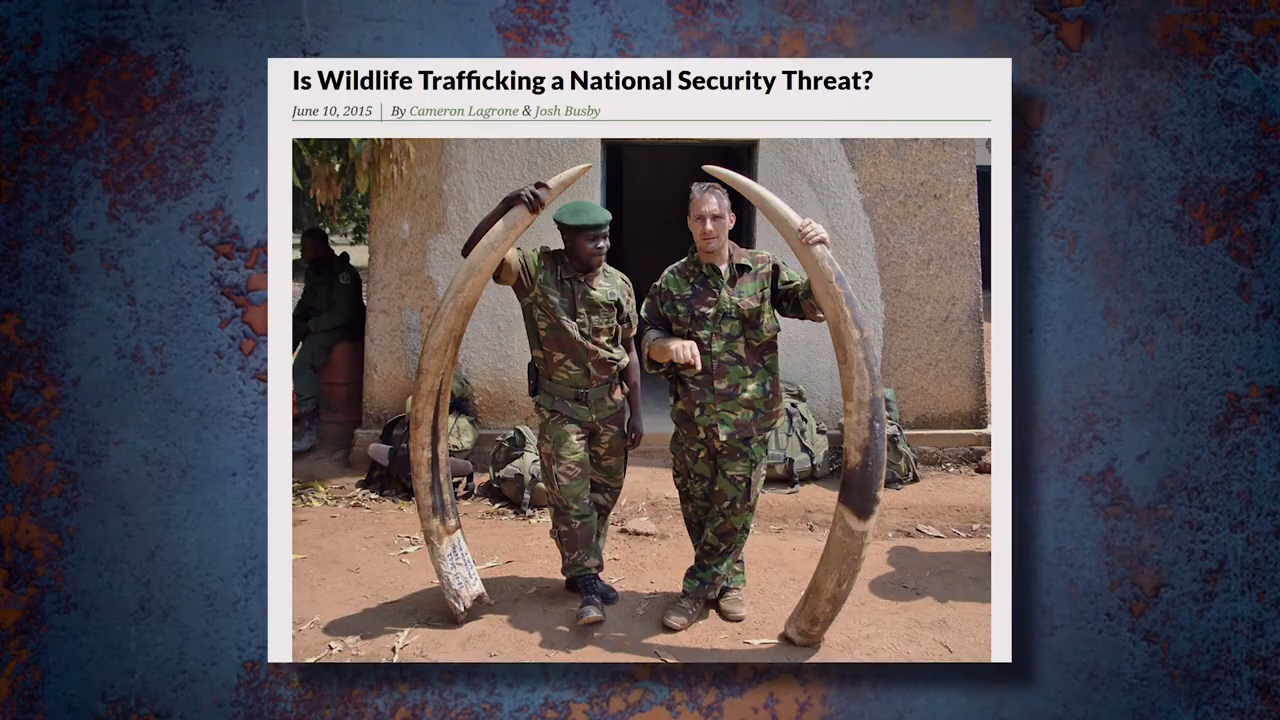 Is Wildlife Trafficking a National Security Threat?
June 10, 2015 | By Cameron Lagrone & Josh Busby